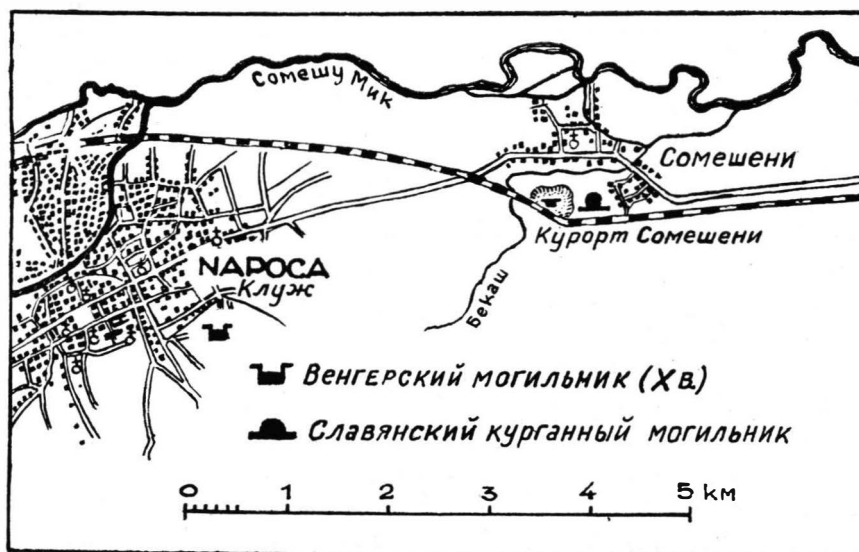 Сомешу Мик
Сомешени
Курорт Сомешени
NAPOCA
Клуж
Бекаш
Венгерский могильник (X в.)
Славянский курганный могильник
0 1 2 3 4 5 км